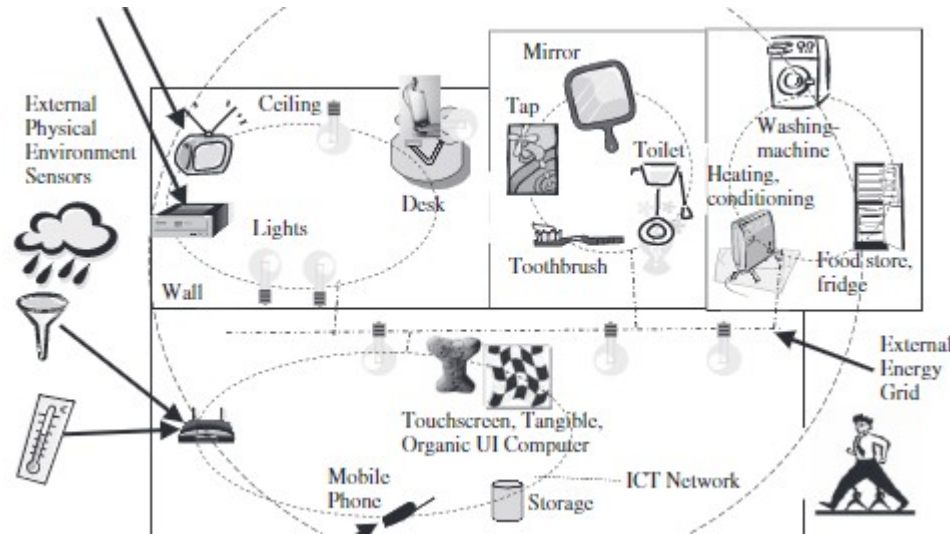 External
Physical
Environment
Sensors
Ceiling
Desk
Lights
Wall
Mirror
Tap
Toilet
Toothbrush
Washing-
machine
Heating,
conditioning
Food store,
fridge
External
Energy
Grid
Touchscreen, Tangible,
Organic UI Computer
Mobile
Phone
ICT Network
Storage